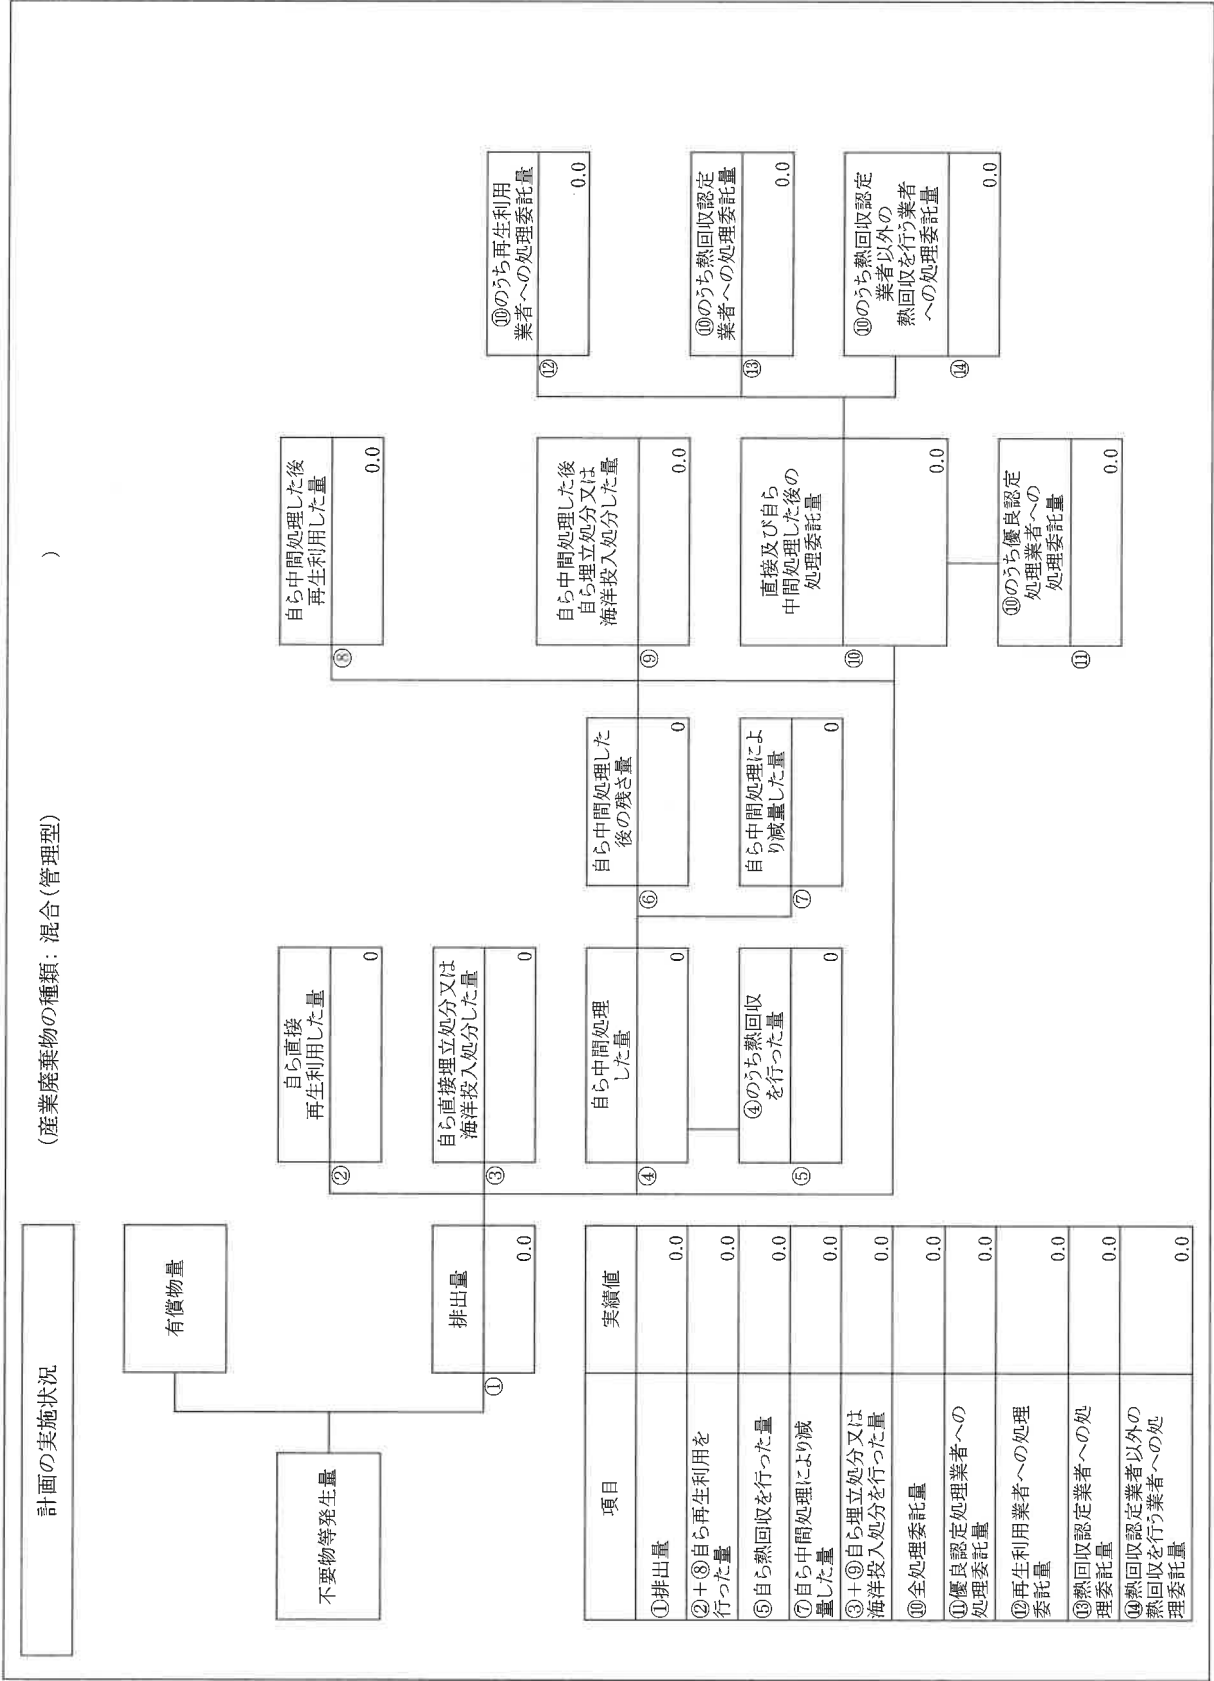 計画の実施状況
(産業廃棄物の種類: 混合(管理型)
)
不要物等発生量
有償物量
①
排出量
0.0
②
自ら直接
再生利用した量
0
③
自ら直接埋立処分又は
海洋投入処分した量
0
④
自ら中間処理
した量
0
⑤
④のうち熱回収
を行った量
0
⑥
自ら中間処理した
後の残さ量
0
⑦
自ら中間処理によ
り減量した量
0
⑧
自ら中間処理した後
再生利用した量
0.0
⑨
自ら中間処理した後
自ら埋立処分又は
海洋投入処分した量
0.0
⑩
直接及び自ら
中間処理した後の
処理委託量
0.0
⑪
⑩のうち優良認定
処理業者への
処理委託量
0.0
⑫
⑩のうち再生利用
業者への処理委託量
0.0
⑬
⑩のうち熱回収認定
業者への処理委託量
0.0
⑭
⑩のうち熱回収認定
業者以外の
熱回収を行う業者
への処理委託量
0.0
項目 実績値
①排出量 0.0
②+⑧自ら再生利用を
行った量 0.0
⑤自ら熱回収を行った量 0.0
⑦自ら中間処理により減
量した量 0.0
③+⑨自ら埋立処分又は
海洋投入処分を行った量 0.0
⑩全処理委託量 0.0
⑪優良認定処理業者への
処理委託量 0.0
⑫再生利用業者への処理
委託量 0.0
⑬熱回収認定業者への処
理委託量 0.0
⑭熱回収認定業者以外の
熱回収を行う業者への処
理委託量 0.0